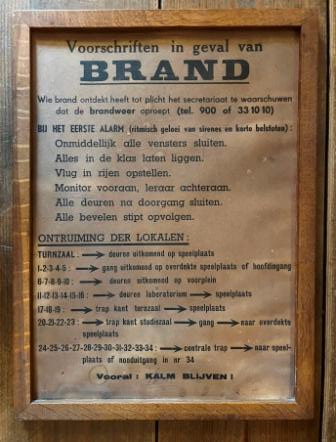 Voorschriften in geval van
BRAND
Wie brand ontdekt heeft tot plicht het secretariaat te waarschuwen
dat de brandweer oproept (tel. 900 of 33 10 10)
BIJ HET EERSTE ALARM (ritmisch geloei van sirenes en korte belstoten) :
Onmiddellijk alle vensters sluiten.
Alles in de klas laten liggen.
Vlug in rijen opstellen.
Monitor vooraan, leraar achteraan.
Alle deuren na doorgang sluiten.
Alle bevelen stipt opvolgen.
ONTRUIMING DER LOKALEN :
TURNZAAL : → deuren uitkomend op speelplaats
1-2-3-4-5 : → gang uitkomend op overdekte speelplaats of hoofdingang
6-7-8-9-10 : → deuren uitkomend op voorplein
11-12-13-14-15-16 : → deuren laboratorium → speelplaats
17-18-19 : → trap kant terazaal → speelplaats
20-21-22-23 : → trap kant studiezaal → gang → naar overdekte
speelplaats
24-25-26-27-28-29-30-31-32-33-34 : → centrale trap → naar speel-
plaats of nooduitgang in nr 34
Vooral : KALM BLIJVEN !